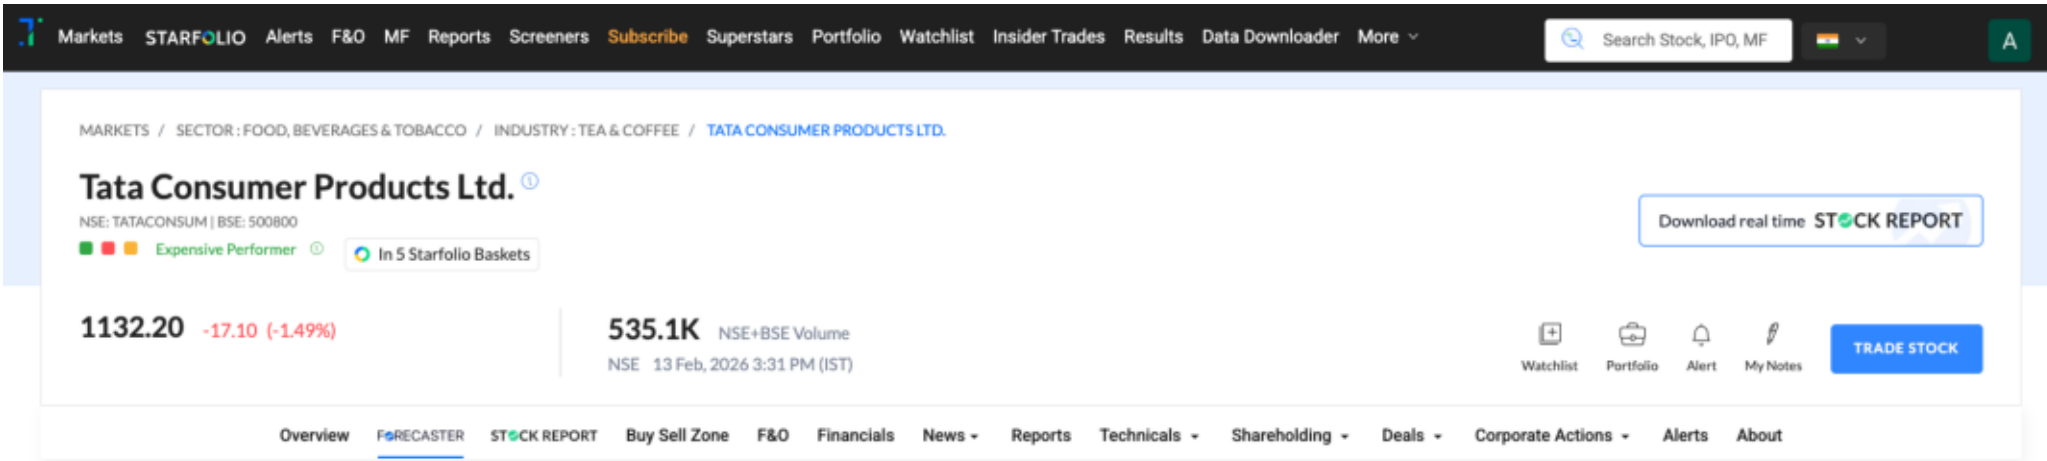 Markets STARFOLIO Alerts F&O MF Reports Screeners Subscribe Superstars Portfolio Watchlist Insider Trades Results Data Downloader More Search Stock, IPO, MF A
MARKETS / SECTOR : FOOD, BEVERAGES & TOBACCO / INDUSTRY : TEA & COFFEE / TATA CONSUMER PRODUCTS LTD.
Tata Consumer Products Ltd.
NSE: TATACONSUM | BSE: 500800
Download real time STOCK REPORT
Expensive Performer In 5 Starfolio Baskets
1132.20 -17.10 (-1.49%) 535.1K NSE+BSE Volume
NSE 13 Feb, 2026 3:31 PM (IST)
Watchlist Portfolio Alert My Notes TRADE STOCK
Overview FORECASTER STOCK REPORT Buy Sell Zone F&O Financials News Reports Technicals Shareholding Deals Corporate Actions Alerts About